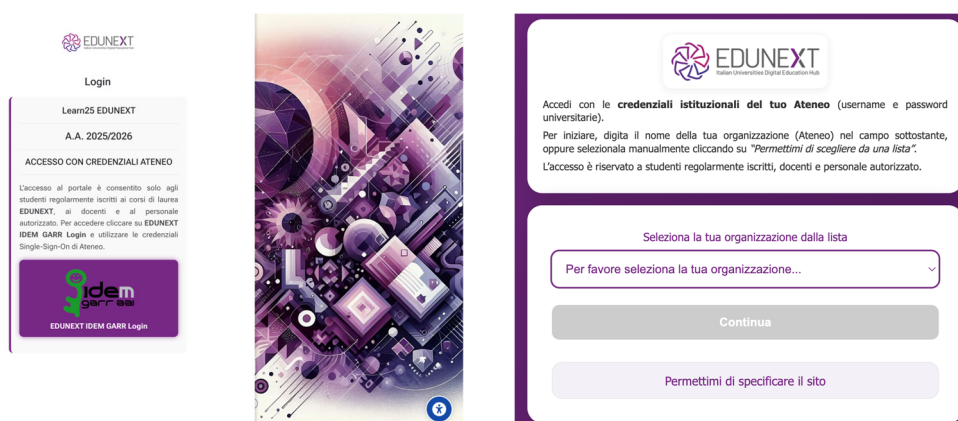 EDUNEXT
Italian Universities Digital Education Hub
Login
Learn25 EDUNEXT
A.A. 2025/2026
ACCESSO CON CREDENZIALI ATENEO
L'accesso al portale è consentito solo agli
studenti regolarmente iscritti ai corsi di laurea
EDUNEXT, ai docenti e al personale
autorizzato. Per accedere cliccare su EDUNEXT
IDEM GARR Login e utilizzare le credenziali
Single-Sign-On di Ateneo.
idem
garr aai
EDUNEXT IDEM GARR Login
EDUNEXT
Italian Universities Digital Education Hub
Accedi con le credenziali istituzionali del tuo Ateneo (username e password
universitarie).
Per iniziare, digita il nome della tua organizzazione (Ateneo) nel campo sottostante,
oppure selezionala manualmente cliccando su "Permettimi di scegliere da una lista".
L'accesso è riservato a studenti regolarmente iscritti, docenti e personale autorizzato.
Seleziona la tua organizzazione dalla lista
Per favore seleziona la tua organizzazione...
Continua
Permettimi di specificare il sito